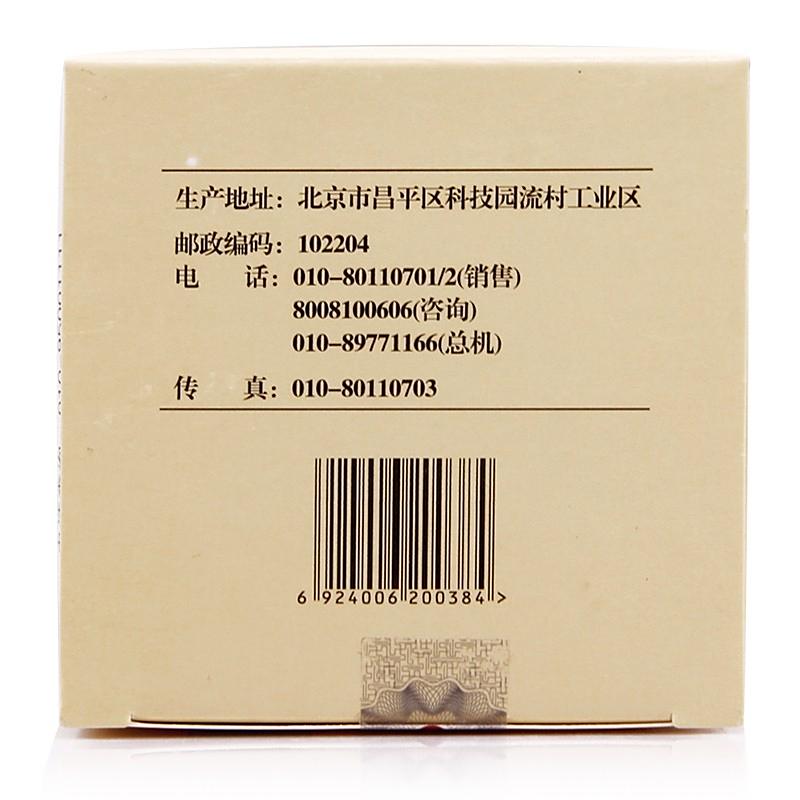 生产地址：北京市昌平区科技园流村工业区
邮政编码：102204
电 话：010-80110701/2(销售)
8008100606(咨询)
010-89771166(总机)
传 真：010-80110703
6 924006 200384 >